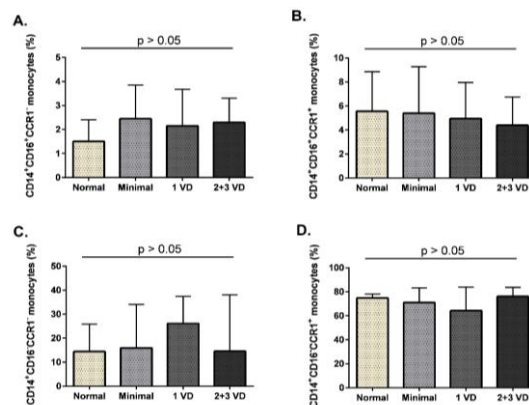 A.
p > 0.05
CD14⁺CD16⁺CCR1⁻ monocytes (%)
5
4
3
2
1
0
Normal Minimal 1 VD 2+3 VD
B.
p > 0.05
CD14⁺CD16⁺CCR1⁺ monocytes (%)
10
8
6
4
2
0
Normal Minimal 1 VD 2+3 VD
C.
p > 0.05
CD14⁺CD16⁻CCR1⁻ monocytes (%)
50
40
30
20
10
0
Normal Minimal 1 VD 2+3 VD
D.
p > 0.05
CD14⁺CD16⁻CCR1⁺ monocytes (%)
100
80
60
40
20
0
Normal Minimal 1 VD 2+3 VD